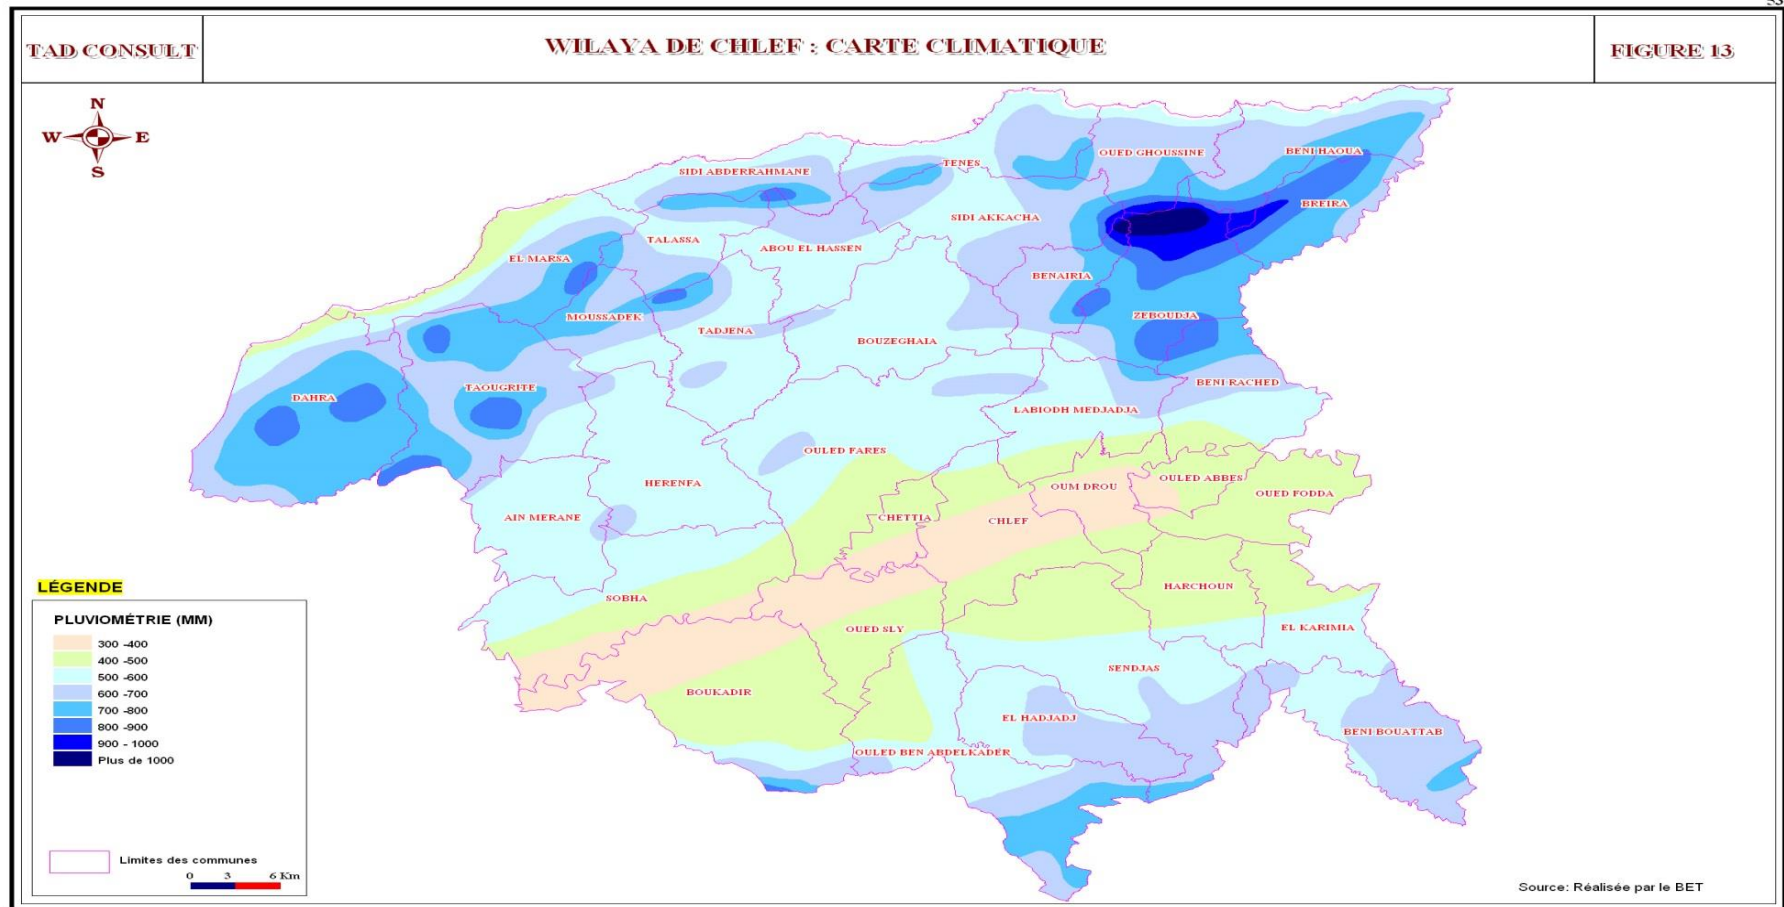 TAD CONSULT
WILAYA DE CHLEF : CARTE CLIMATIQUE
FIGURE 13
N
W E
S
OUED GHOUSSINE
BENI HAOUA
TENES
SIDI ABDERRAHMANE
BREIRA
SIDI AKKACHA
TALASSA
ABOU EL HASSEN
EL MARSA
BENAIRIA
MOUSSADEK
ZEBOUDJA
TADJENA
BOUZEGHAIA
BENI RACHED
TAOUGRITE
DAHRA
LABIODH MEDJADJA
OULED FARES
OULED ABBES
HERENFA
OUM DROU
OUED FODDA
AIN MERANE
CHETTIA
CHLEF
HARCHOUN
SOBHA
OUED SLY
EL KARIMIA
SENDJAS
BOUKADIR
EL HADJADJ
BENI BOUATTAB
OULED BEN ABDELKADER
LÉGENDE
PLUVIOMÉTRIE (MM)
300 -400
400 -500
500 -600
600 -700
700 -800
800 -900
900 - 1000
Plus de 1000
Limites des communes
0 3 6 Km
Source: Réalisée par le BET